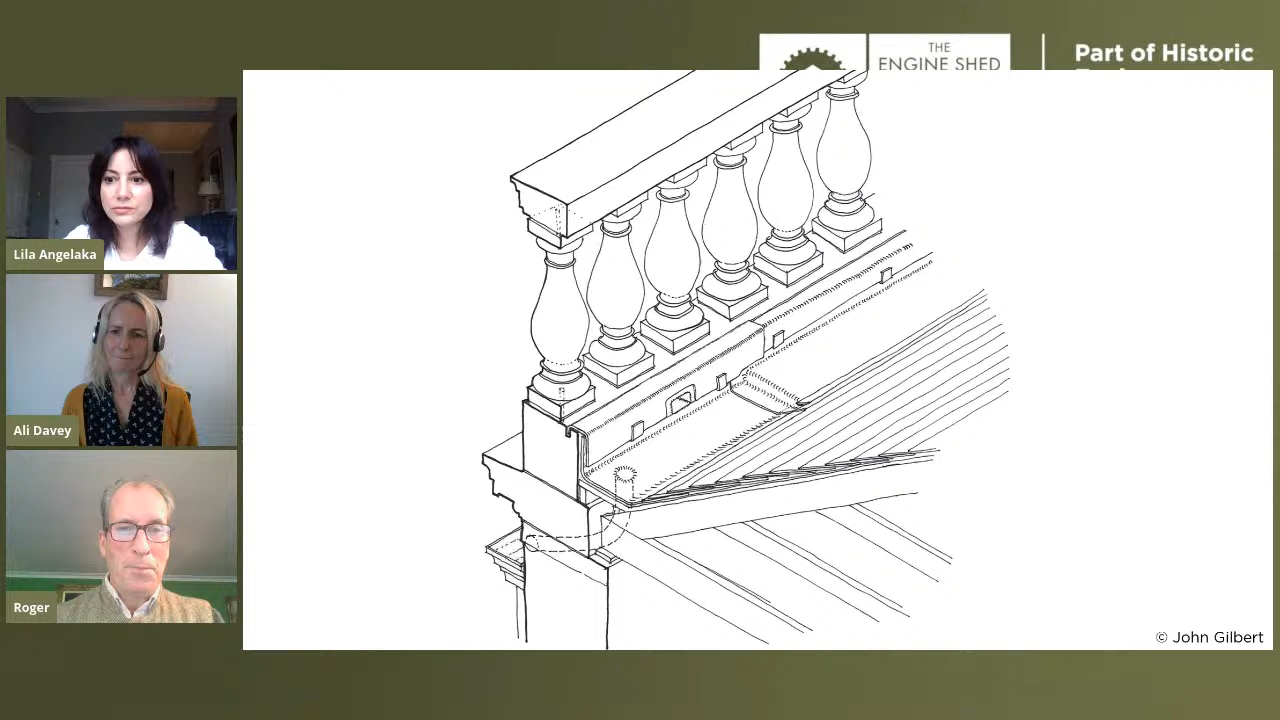 THE
ENGINE SHED
Part of Historic
Lila Angelaka
Ali Davey
Roger
© John Gilbert